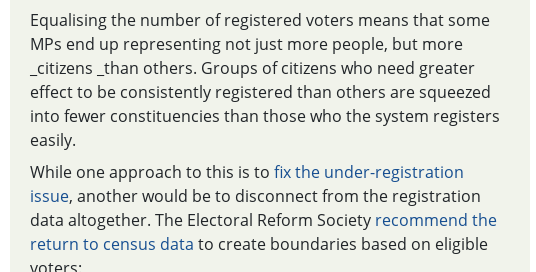 Equalising the number of registered voters means that some
MPs end up representing not just more people, but more
_citizens _than others. Groups of citizens who need greater
effect to be consistently registered than others are squeezed
into fewer constituencies than those who the system registers
easily.
While one approach to this is to fix the under-registration
issue, another would be to disconnect from the registration
data altogether. The Electoral Reform Society recommend the
return to census data to create boundaries based on eligible
voters: